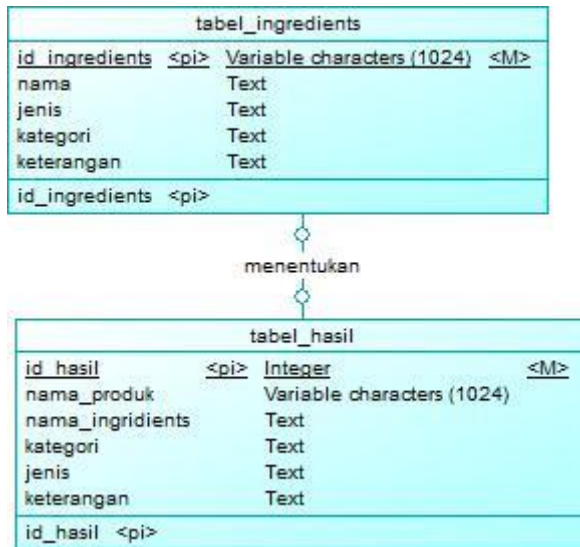 tabel_ingredients
id_ingredients <pi> Variable characters (1024) <M>
nama Text
jenis Text
kategori Text
keterangan Text
id_ingredients <pi>
menentukan
tabel_hasil
id_hasil <pi> Integer <M>
nama_produk Variable characters (1024)
nama_ingridients Text
kategori Text
jenis Text
keterangan Text
id_hasil <pi>